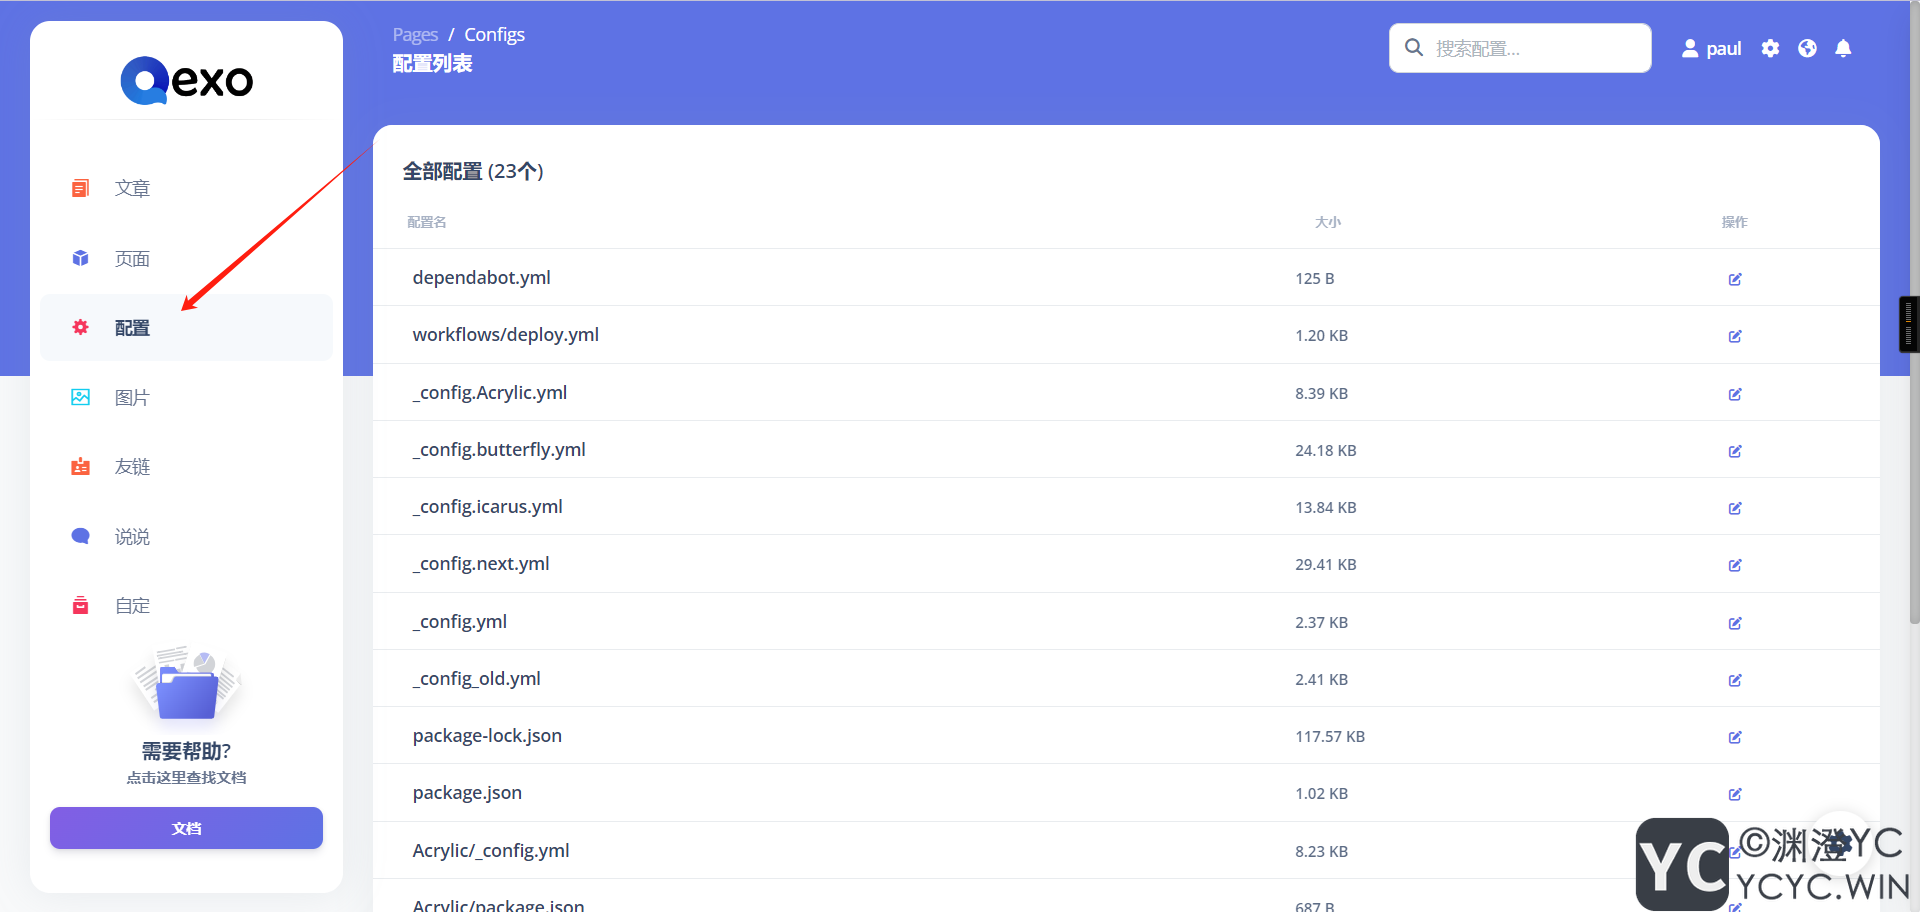 Qexo
文章
页面
配置
图片
友链
说说
自定
需要帮助?
点击这里查找文档
文档
Pages / Configs
配置列表
搜索配置...
paul
全部配置 (23个)
配置名 大小 操作
dependabot.yml 125 B
workflows/deploy.yml 1.20 KB
_config.Acrylic.yml 8.39 KB
_config.butterfly.yml 24.18 KB
_config.icarus.yml 13.84 KB
_config.next.yml 29.41 KB
_config.yml 2.37 KB
_config_old.yml 2.41 KB
package-lock.json 117.57 KB
package.json 1.02 KB
Acrylic/_config.yml 8.23 KB
Acrylic/package.json 687 B
YC
©渊澄YC
YCYC.WIN